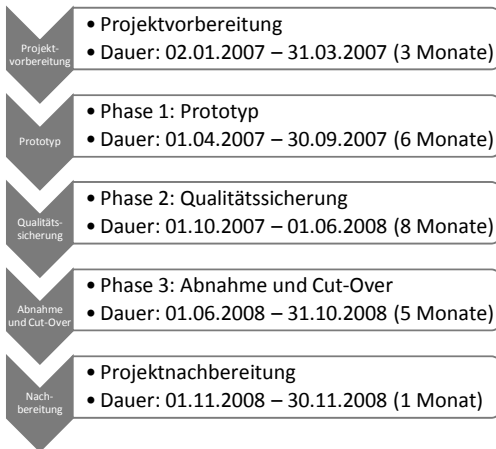 Projekt-
vorbereitung
• Projektvorbereitung
• Dauer: 02.01.2007 – 31.03.2007 (3 Monate)
Prototyp
• Phase 1: Prototyp
• Dauer: 01.04.2007 – 30.09.2007 (6 Monate)
Qualitäts-
sicherung
• Phase 2: Qualitätssicherung
• Dauer: 01.10.2007 – 01.06.2008 (8 Monate)
Abnahme
und Cut-Over
• Phase 3: Abnahme und Cut-Over
• Dauer: 01.06.2008 – 31.10.2008 (5 Monate)
Nach-
bereitung
• Projektnachbereitung
• Dauer: 01.11.2008 – 30.11.2008 (1 Monat)